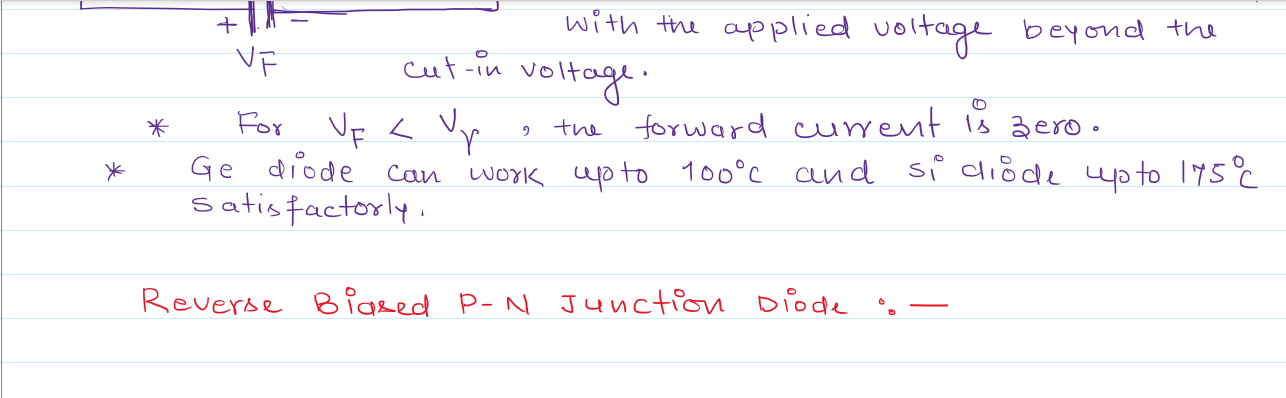 + −
with the applied voltage beyond the
VF
cut-in voltage.
* For VF < Vγ , the forward current is zero.
* Ge diode can work upto 100°c and si diode upto 175°c
satisfactorly.
Reverse Biased P-N Junction Diode :—